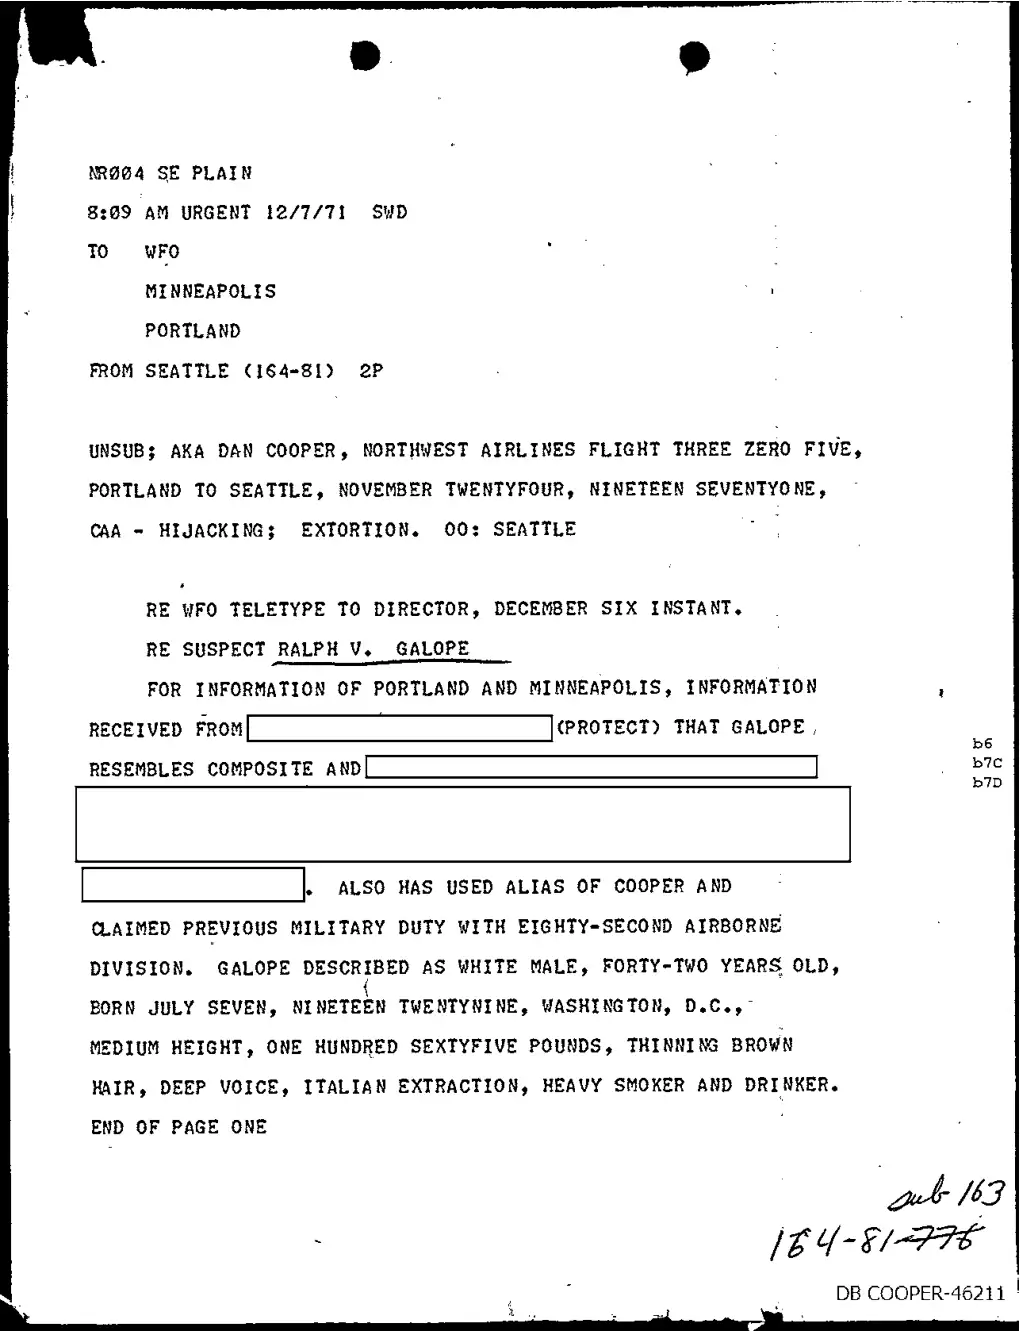 NR004 SE PLAIN
8:09 AM URGENT 12/7/71 SWD
TO WFO
MINNEAPOLIS
PORTLAND
FROM SEATTLE (164-81) 2P
UNSUB; AKA DAN COOPER, NORTHWEST AIRLINES FLIGHT THREE ZERO FIVE,
PORTLAND TO SEATTLE, NOVEMBER TWENTYFOUR, NINETEEN SEVENTYONE,
CAA - HIJACKING; EXTORTION. OO: SEATTLE
RE WFO TELETYPE TO DIRECTOR, DECEMBER SIX INSTANT.
RE SUSPECT RALPH V. GALOPE
FOR INFORMATION OF PORTLAND AND MINNEAPOLIS, INFORMATION
RECEIVED FROM (PROTECT) THAT GALOPE
RESEMBLES COMPOSITE AND
b6
b7C
b7D
. ALSO HAS USED ALIAS OF COOPER AND
CLAIMED PREVIOUS MILITARY DUTY WITH EIGHTY-SECOND AIRBORNE
DIVISION. GALOPE DESCRIBED AS WHITE MALE, FORTY-TWO YEARS OLD,
BORN JULY SEVEN, NINETEEN TWENTYNINE, WASHINGTON, D.C.,
MEDIUM HEIGHT, ONE HUNDRED SEXTYFIVE POUNDS, THINNING BROWN
HAIR, DEEP VOICE, ITALIAN EXTRACTION, HEAVY SMOKER AND DRINKER.
END OF PAGE ONE
sub 163
164-81-776
DB COOPER-46211